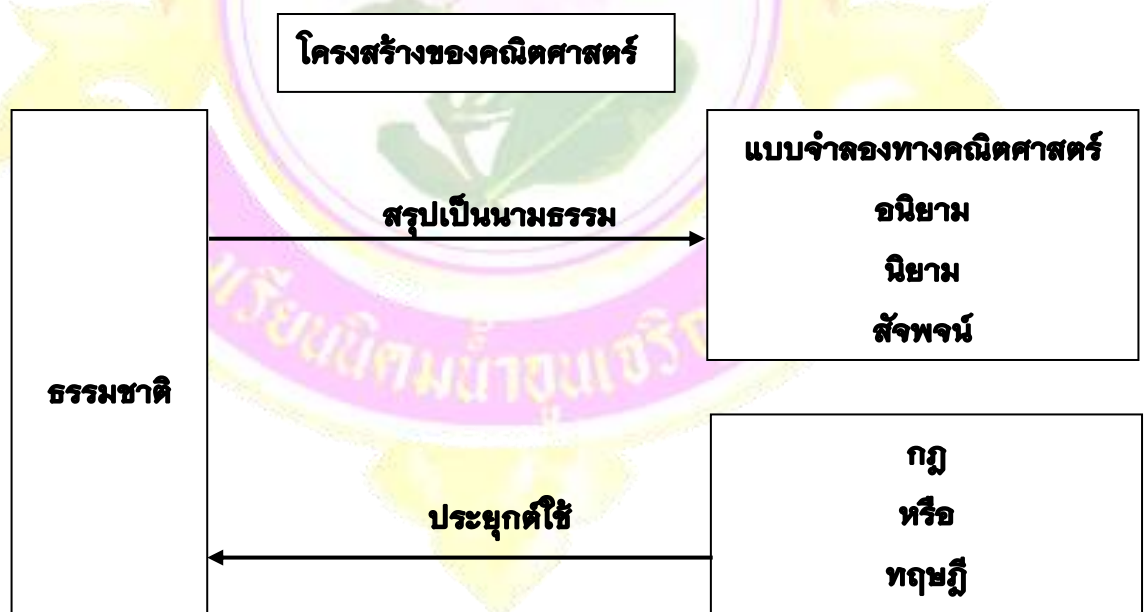 โครงสร้างของคณิตศาสตร์
แบบจำลองทางคณิตศาสตร์
อนิยาม
นิยาม
สัจพจน์
สรุปเป็นนามธรรม
ธรรมชาติ
กฎ
หรือ
ทฤษฎี
ประยุกต์ใช้